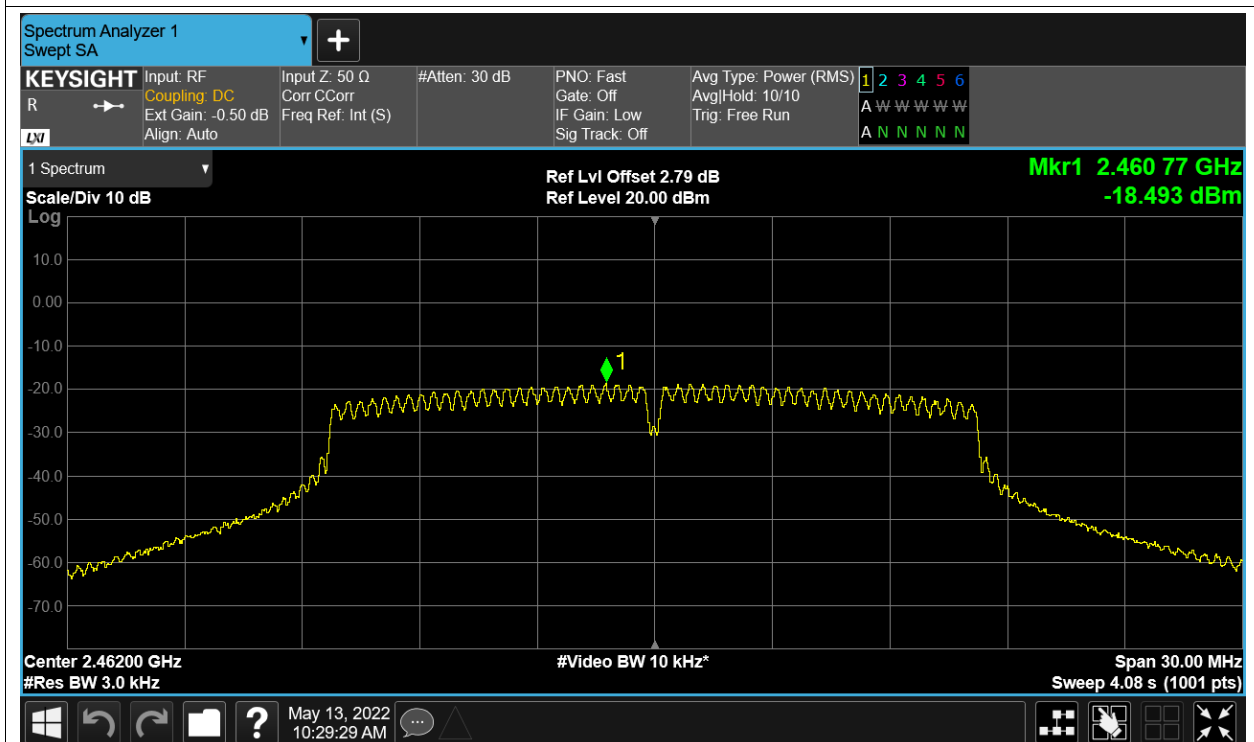 Spectrum Analyzer 1
Swept SA
KEYSIGHT
R
LXI
Input: RF
Coupling: DC
Ext Gain: -0.50 dB
Align: Auto
Input Z: 50 Ω
Corr CCorr
Freq Ref: Int (S)
#Atten: 30 dB
PNO: Fast
Gate: Off
IF Gain: Low
Sig Track: Off
Avg Type: Power (RMS)
Avg|Hold: 10/10
Trig: Free Run
1 2 3 4 5 6
A W W W W W
A N N N N N
1 Spectrum
Scale/Div 10 dB
Ref Lvl Offset 2.79 dB
Ref Level 20.00 dBm
Mkr1 2.460 77 GHz
-18.493 dBm
Log
10.0
0.00
-10.0
-20.0
-30.0
-40.0
-50.0
-60.0
-70.0
1
Center 2.46200 GHz
#Res BW 3.0 kHz
#Video BW 10 kHz*
Span 30.00 MHz
Sweep 4.08 s (1001 pts)
?
May 13, 2022
10:29:29 AM